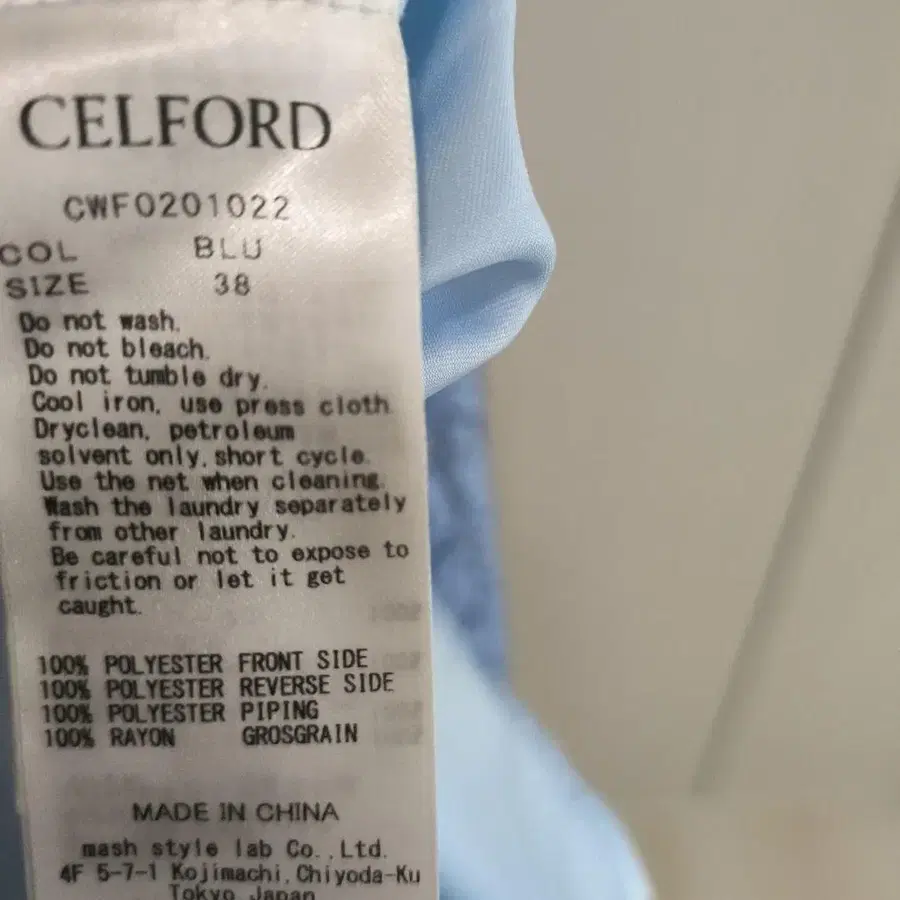 CELFORD
CWF0201022
COL BLU
SIZE 38
Do not wash.
Do not bleach.
Do not tumble dry.
Cool iron, use press cloth.
Dryclean, petroleum
solvent only,short cycle.
Use the net when cleaning.
Wash the laundry separately
from other laundry.
Be careful not to expose to
friction or let it get
caught.
100% POLYESTER FRONT SIDE
100% POLYESTER REVERSE SIDE
100% POLYESTER PIPING
100% RAYON GROSGRAIN
MADE IN CHINA
mash style lab Co.,Ltd.
4F 5-7-1 Kojimachi,Chiyoda-Ku
Tokyo Japan